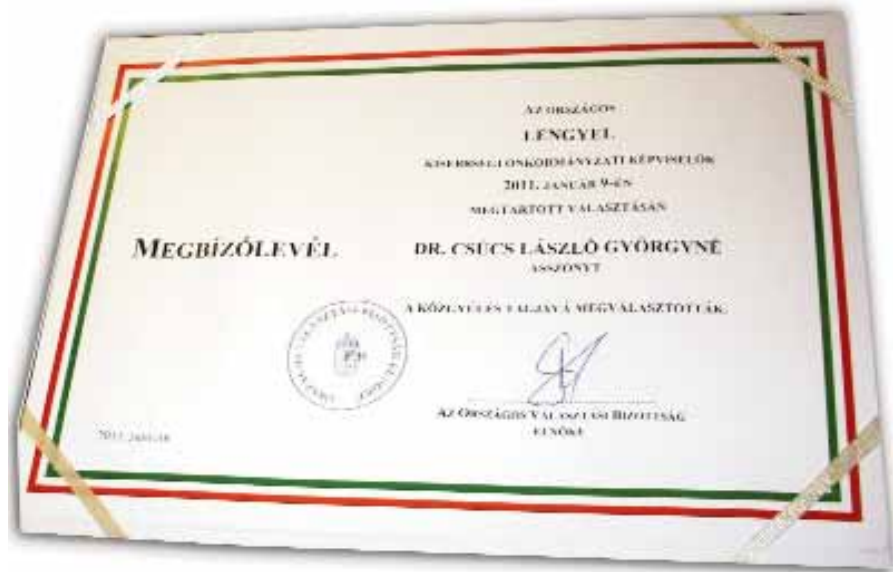 MEGBÍZÓLEVÉL
AZ ORSZÁGOS
LENGYEL
KISEBBSÉGI ÖNKORMÁNYZATI KÉPVISELŐK
2011. JANUÁR 9-ÉN
MEGTARTOTT VÁLASZTÁSÁN
DR. CSÚCS LÁSZLÓ GYÖRGYNÉ
ASSZONYT
A KÖZGYŰLÉS TAGJÁVÁ MEGVÁLASZTOTTÁK.
AZ ORSZÁGOS VÁLASZTÁSI BIZOTTSÁG
ELNÖKE